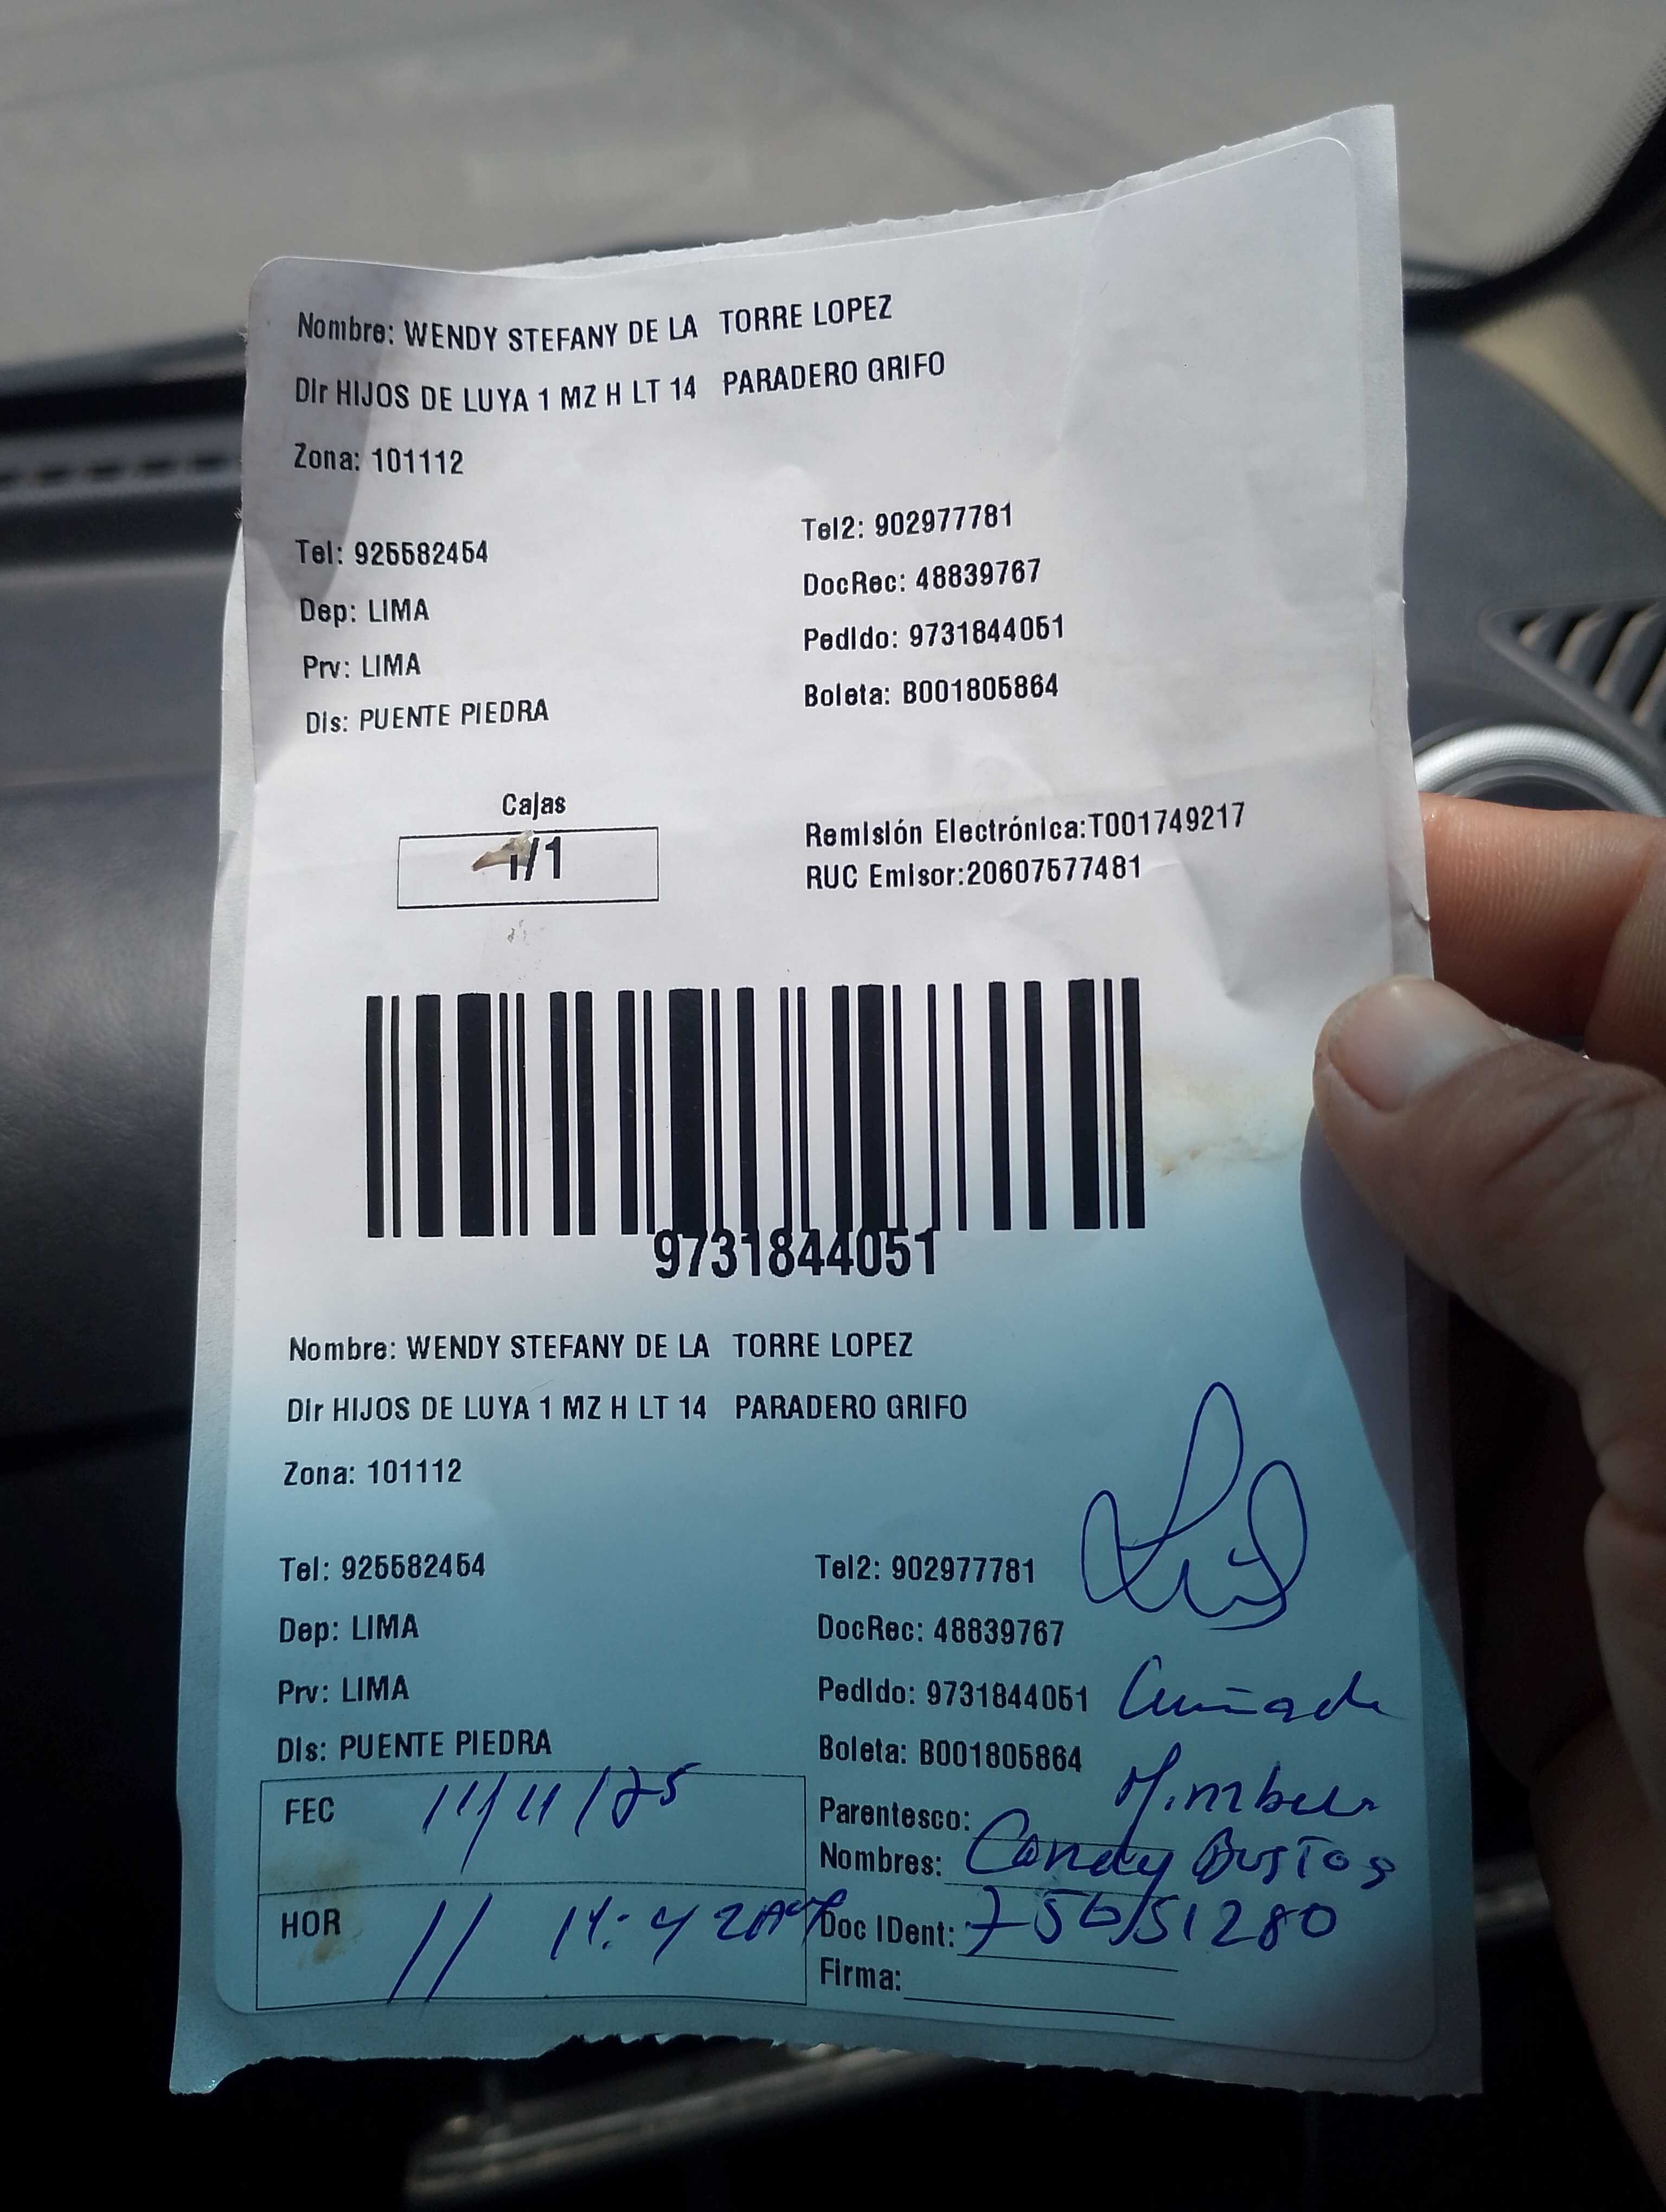 Nombre: WENDY STEFANY DE LA TORRE LOPEZ
Dir HIJOS DE LUYA 1 MZ H LT 14 PARADERO GRIFO
Zona: 101112
Tel: 925582454 Tel2: 902977781
DocRec: 48839767
Dep: LIMA
Pedido: 9731844051
Prv: LIMA
Boleta: B001805864
Dis: PUENTE PIEDRA
Cajas
1/1
Remisión Electrónica:T001749217
RUC Emisor:20607577481
9731844051
Nombre: WENDY STEFANY DE LA TORRE LOPEZ
Dir HIJOS DE LUYA 1 MZ H LT 14 PARADERO GRIFO
Zona: 101112
Tel: 925582454 Tel2: 902977781
Dep: LIMA DocRec: 48839767
Prv: LIMA Pedido: 9731844051 Cuñada
Dis: PUENTE PIEDRA Boleta: B001805864
FEC 11/11/25 Parentesco:
Nombres: Candy Bustos
HOR 11:42 AM Doc IDent:
Firma: